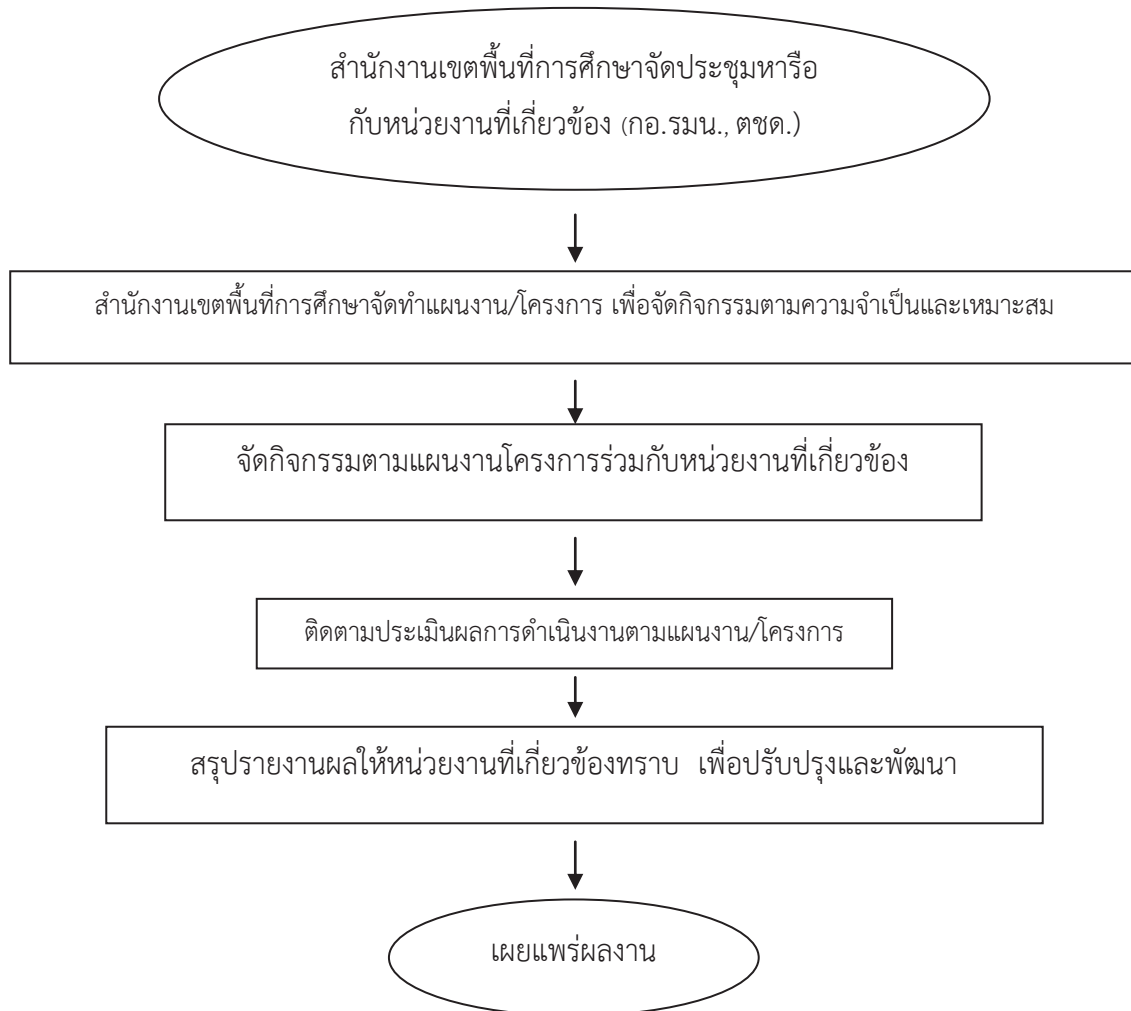 สำนักงานเขตพื้นที่การศึกษาจัดประชุมหารือ
กับหน่วยงานที่เกี่ยวข้อง (กอ.รมน., ตชด.)
สำนักงานเขตพื้นที่การศึกษาจัดทำแผนงาน/โครงการ เพื่อจัดกิจกรรมตามความจำเป็นและเหมาะสม
จัดกิจกรรมตามแผนงานโครงการร่วมกับหน่วยงานที่เกี่ยวข้อง
ติดตามประเมินผลการดำเนินงานตามแผนงาน/โครงการ
สรุปรายงานผลให้หน่วยงานที่เกี่ยวข้องทราบ เพื่อปรับปรุงและพัฒนา
เผยแพร่ผลงาน